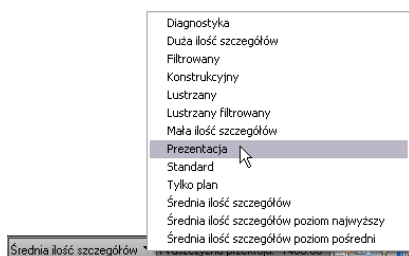 Diagnostyka
Duża ilość szczegółów
Filtrowany
Konstrukcyjny
Lustrzany
Lustrzany filtrowany
Mała ilość szczegółów
Prezentacja
Standard
Tylko plan
Średnia ilość szczegółów
Średnia ilość szczegółów poziom najwyższy
Średnia ilość szczegółów poziom pośredni
Średnia ilość szczegółów